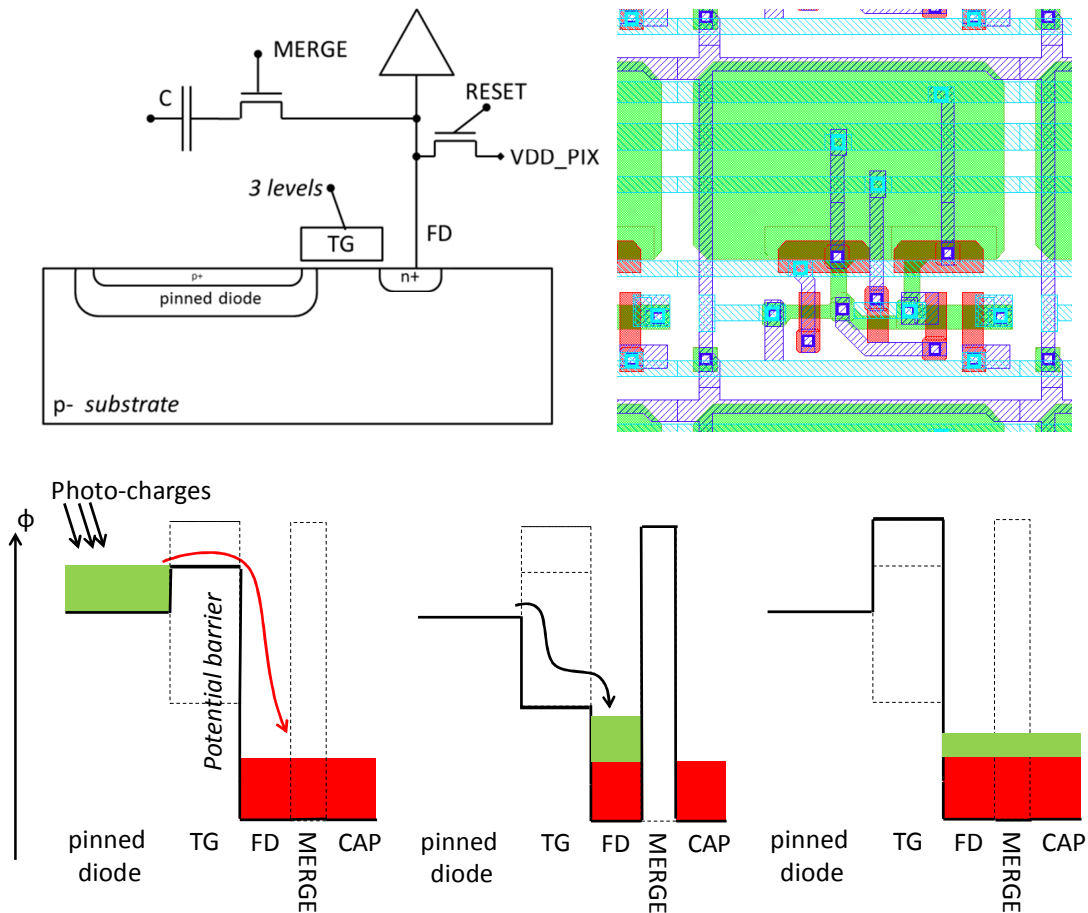 MERGE
C
RESET
VDD_PIX
3 levels
TG
FD
p+
n+
pinned diode
p- substrate
Photo-charges
ϕ
Potential barrier
pinned
diode
TG
FD
MERGE
CAP
pinned
diode
TG
FD
MERGE
CAP
pinned
diode
TG
FD
MERGE
CAP